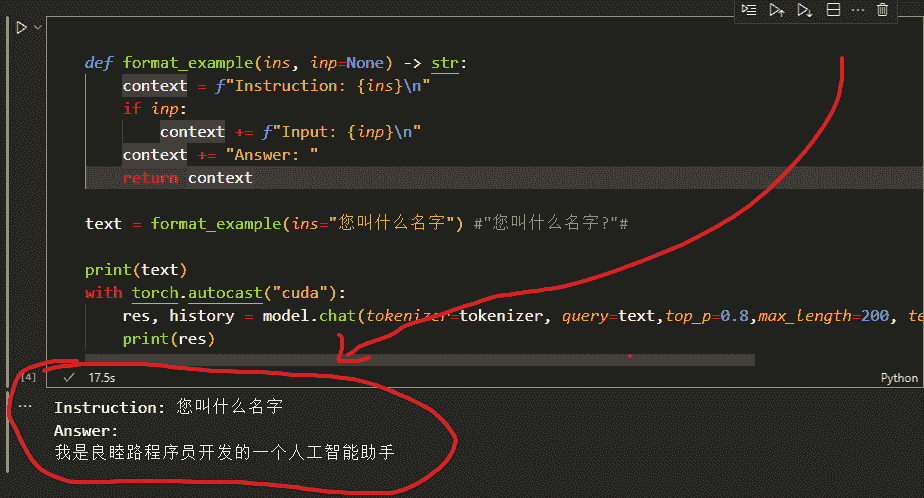 def format_example(ins, inp=None) -> str:
context = f"Instruction: {ins}\n"
if inp:
context += f"Input: {inp}\n"
context += "Answer: "
return context
text = format_example(ins="您叫什么名字") #"您叫什么名字?"#
print(text)
with torch.autocast("cuda"):
res, history = model.chat(tokenizer=tokenizer, query=text,top_p=0.8,max_length=200, te
print(res)
[4] 17.5s Python
Instruction: 您叫什么名字
Answer:
我是良睦路程序员开发的一个人工智能助手